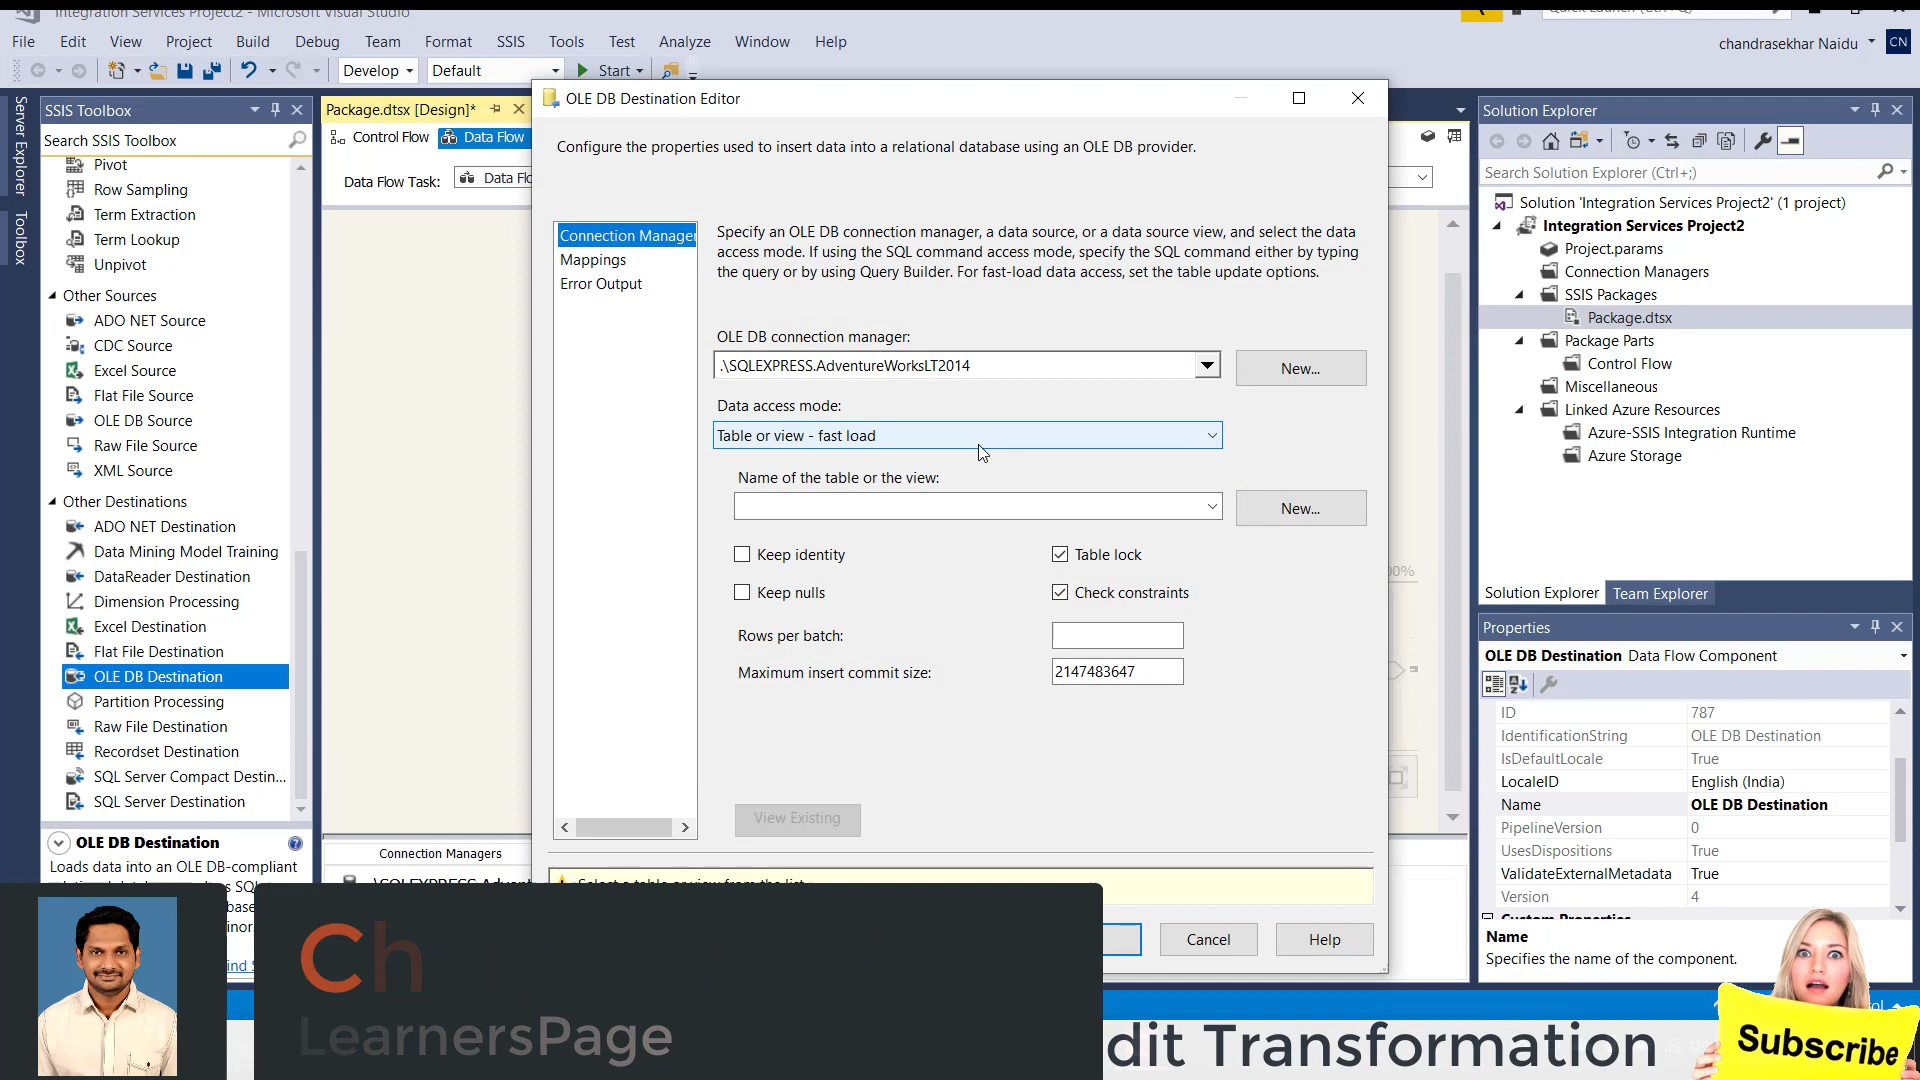 Integration Services Project2 - Microsoft Visual Studio
File Edit View Project Build Debug Team Format SSIS Tools Test Analyze Window Help
chandrasekhar Naidu CN
Develop Default Start
Server Explorer
Toolbox
SSIS Toolbox
Search SSIS Toolbox
Pivot
Row Sampling
Term Extraction
Term Lookup
Unpivot
Other Sources
ADO NET Source
CDC Source
Excel Source
Flat File Source
OLE DB Source
Raw File Source
XML Source
Other Destinations
ADO NET Destination
Data Mining Model Training
DataReader Destination
Dimension Processing
Excel Destination
Flat File Destination
OLE DB Destination
Partition Processing
Raw File Destination
Recordset Destination
SQL Server Compact Destin...
SQL Server Destination
OLE DB Destination
Loads data into an OLE DB-compliant
Package.dtsx [Design]*
Control Flow Data Flow
Data Flow Task:
Connection Managers
OLE DB Destination Editor
Configure the properties used to insert data into a relational database using an OLE DB provider.
Connection Manager
Mappings
Error Output
Specify an OLE DB connection manager, a data source, or a data source view, and select the data
access mode. If using the SQL command access mode, specify the SQL command either by typing
the query or by using Query Builder. For fast-load data access, set the table update options.
OLE DB connection manager:
.\SQLEXPRESS.AdventureWorksLT2014
New...
Data access mode:
Table or view - fast load
Name of the table or the view:
New...
Keep identity Table lock
Keep nulls Check constraints
Rows per batch:
Maximum insert commit size: 2147483647
View Existing
Select a table or view from the list
Cancel Help
Solution Explorer
Search Solution Explorer (Ctrl+;)
Solution 'Integration Services Project2' (1 project)
Integration Services Project2
Project.params
Connection Managers
SSIS Packages
Package.dtsx
Package Parts
Control Flow
Miscellaneous
Linked Azure Resources
Azure-SSIS Integration Runtime
Azure Storage
Solution Explorer Team Explorer
Properties
OLE DB Destination Data Flow Component
ID 787
IdentificationString OLE DB Destination
IsDefaultLocale True
LocaleID English (India)
Name OLE DB Destination
PipelineVersion 0
UsesDispositions True
ValidateExternalMetadata True
Version 4
Custom Properties
Name
Specifies the name of the component.
Ch
LearnersPage
dit Transformation
Subscribe